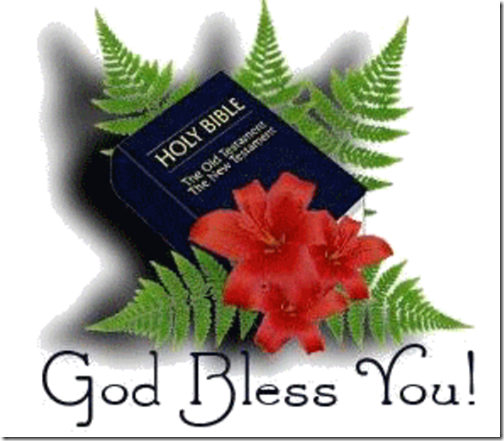 HOLY BIBLE
The Old Testament
The New Testament
God Bless You!